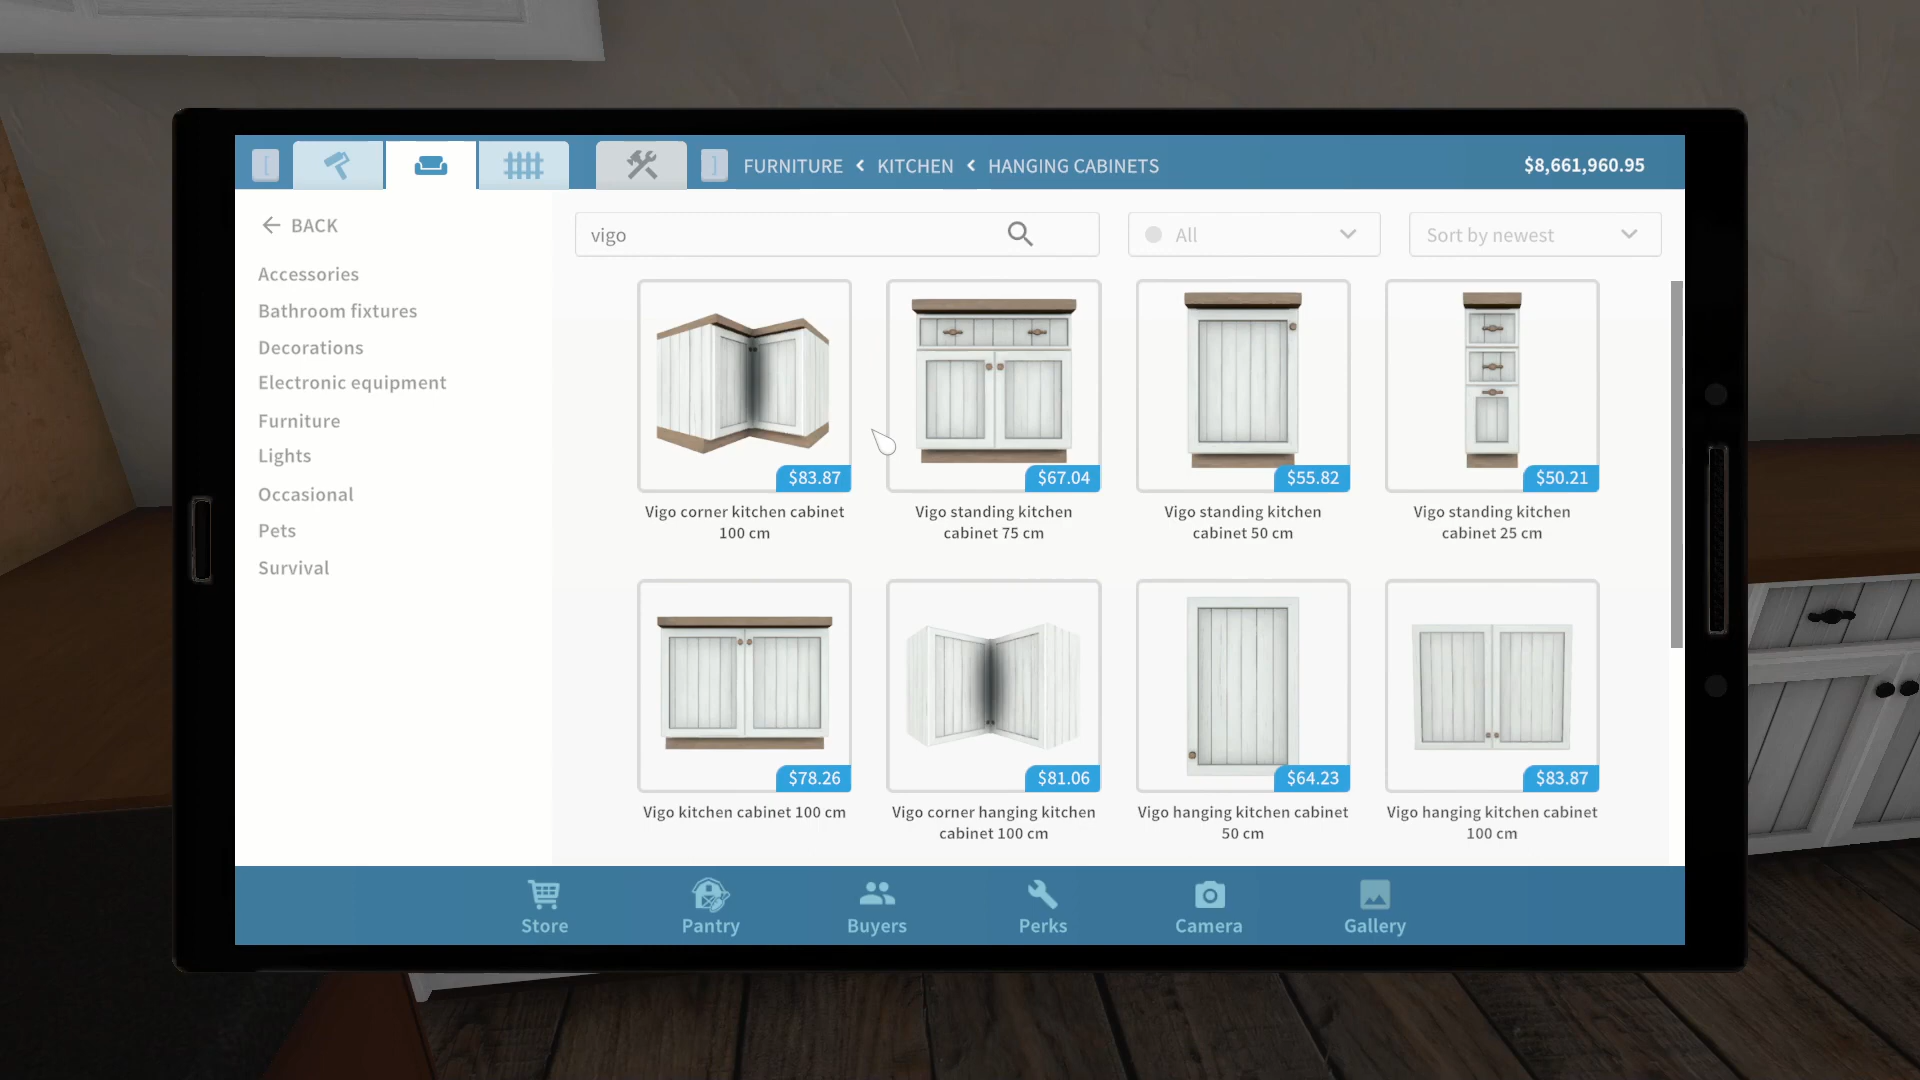 [
]
FURNITURE < KITCHEN < HANGING CABINETS
$8,661,960.95
BACK
Accessories
Bathroom fixtures
Decorations
Electronic equipment
Furniture
Lights
Occasional
Pets
Survival
vigo
All
Sort by newest
$83.87
Vigo corner kitchen cabinet
100 cm
$67.04
Vigo standing kitchen
cabinet 75 cm
$55.82
Vigo standing kitchen
cabinet 50 cm
$50.21
Vigo standing kitchen
cabinet 25 cm
$78.26
Vigo kitchen cabinet 100 cm
$81.06
Vigo corner hanging kitchen
cabinet 100 cm
$64.23
Vigo hanging kitchen cabinet
50 cm
$83.87
Vigo hanging kitchen cabinet
100 cm
Store
Pantry
Buyers
Perks
Camera
Gallery